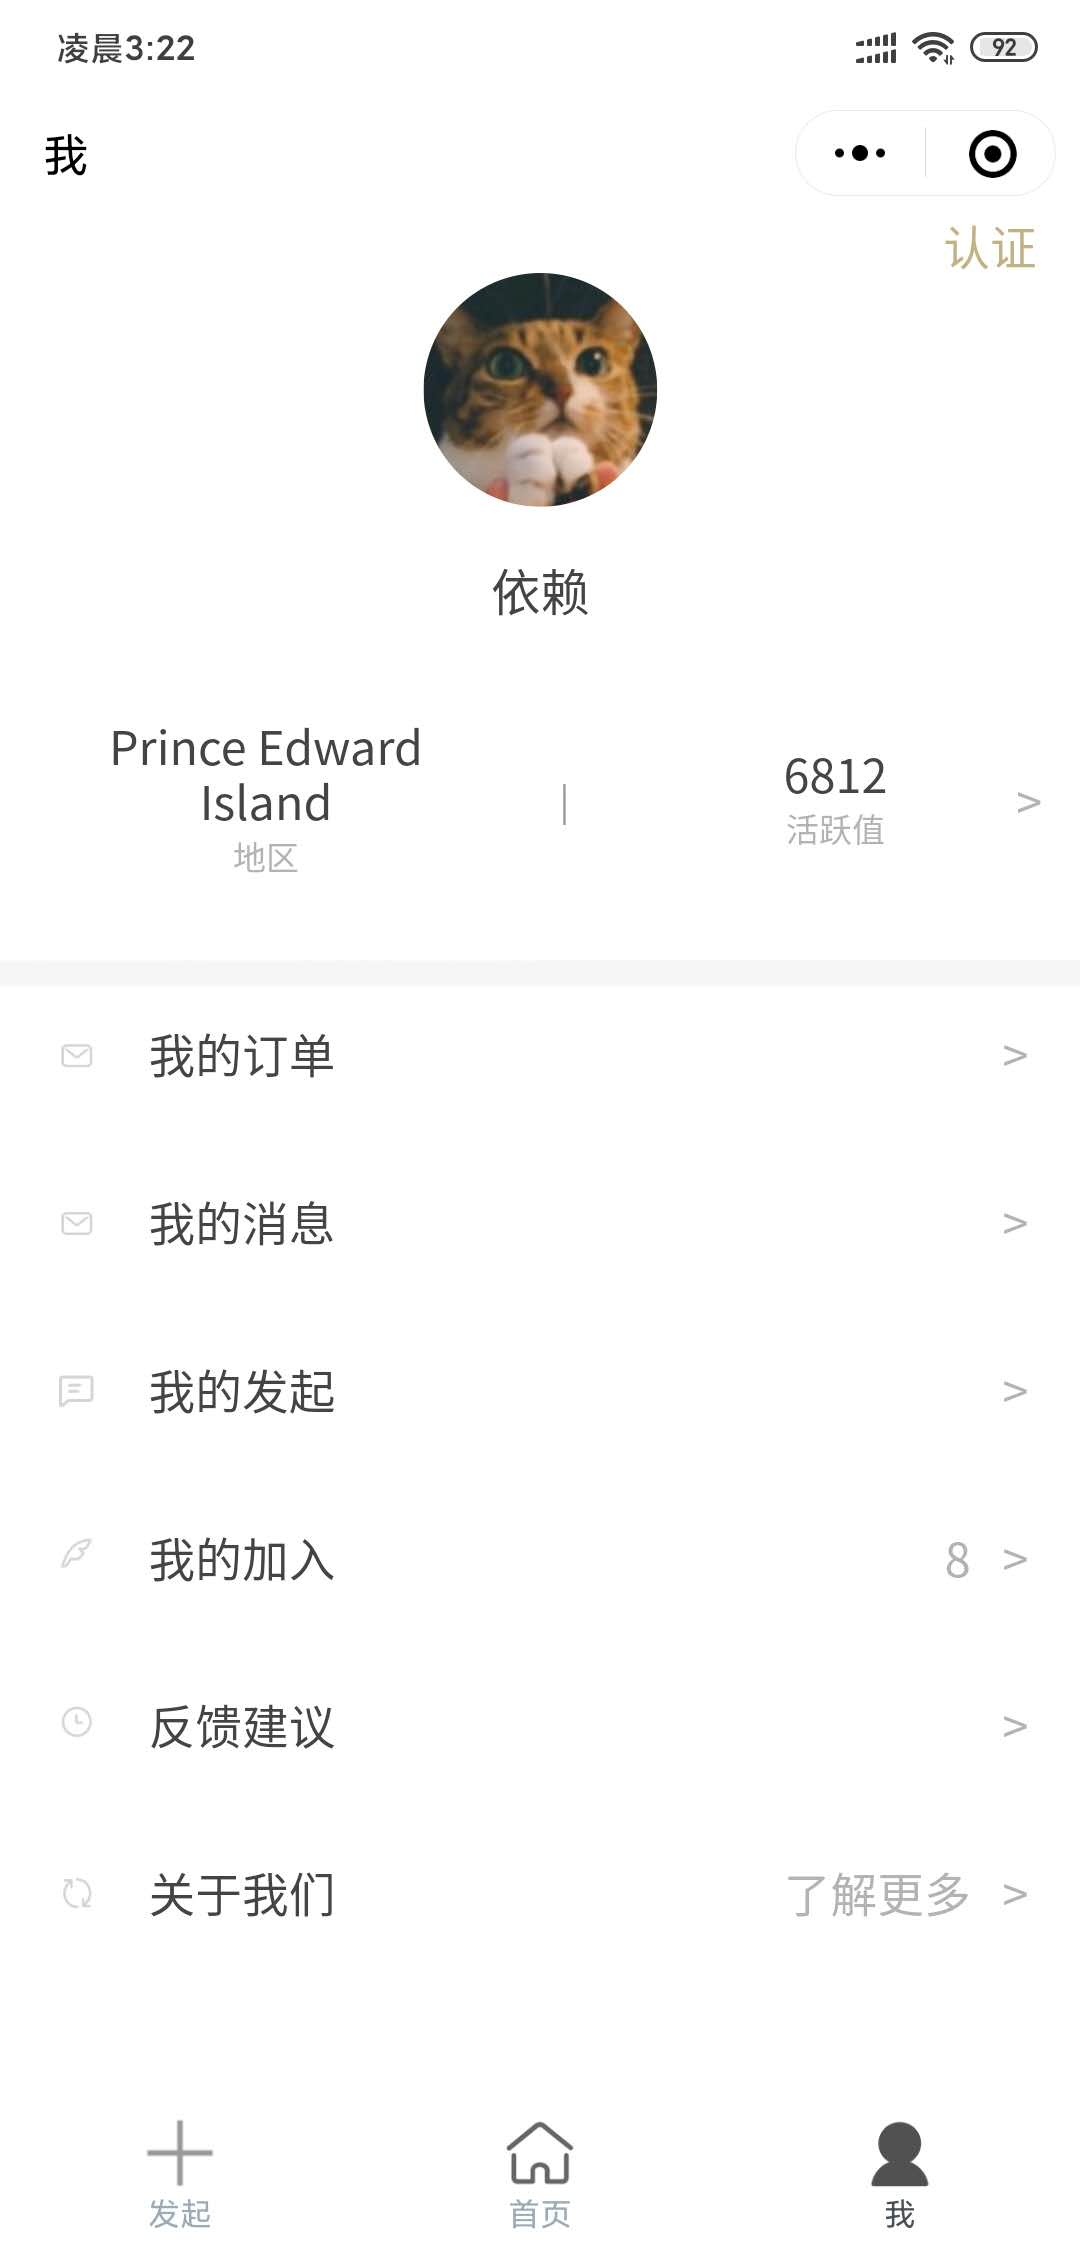 凌晨3:22
92
我
认证
依赖
Prince Edward
Island
地区
|
6812
活跃值
>
我的订单 >
我的消息 >
我的发起 >
我的加入 8 >
反馈建议 >
关于我们 了解更多 >
发起 首页 我